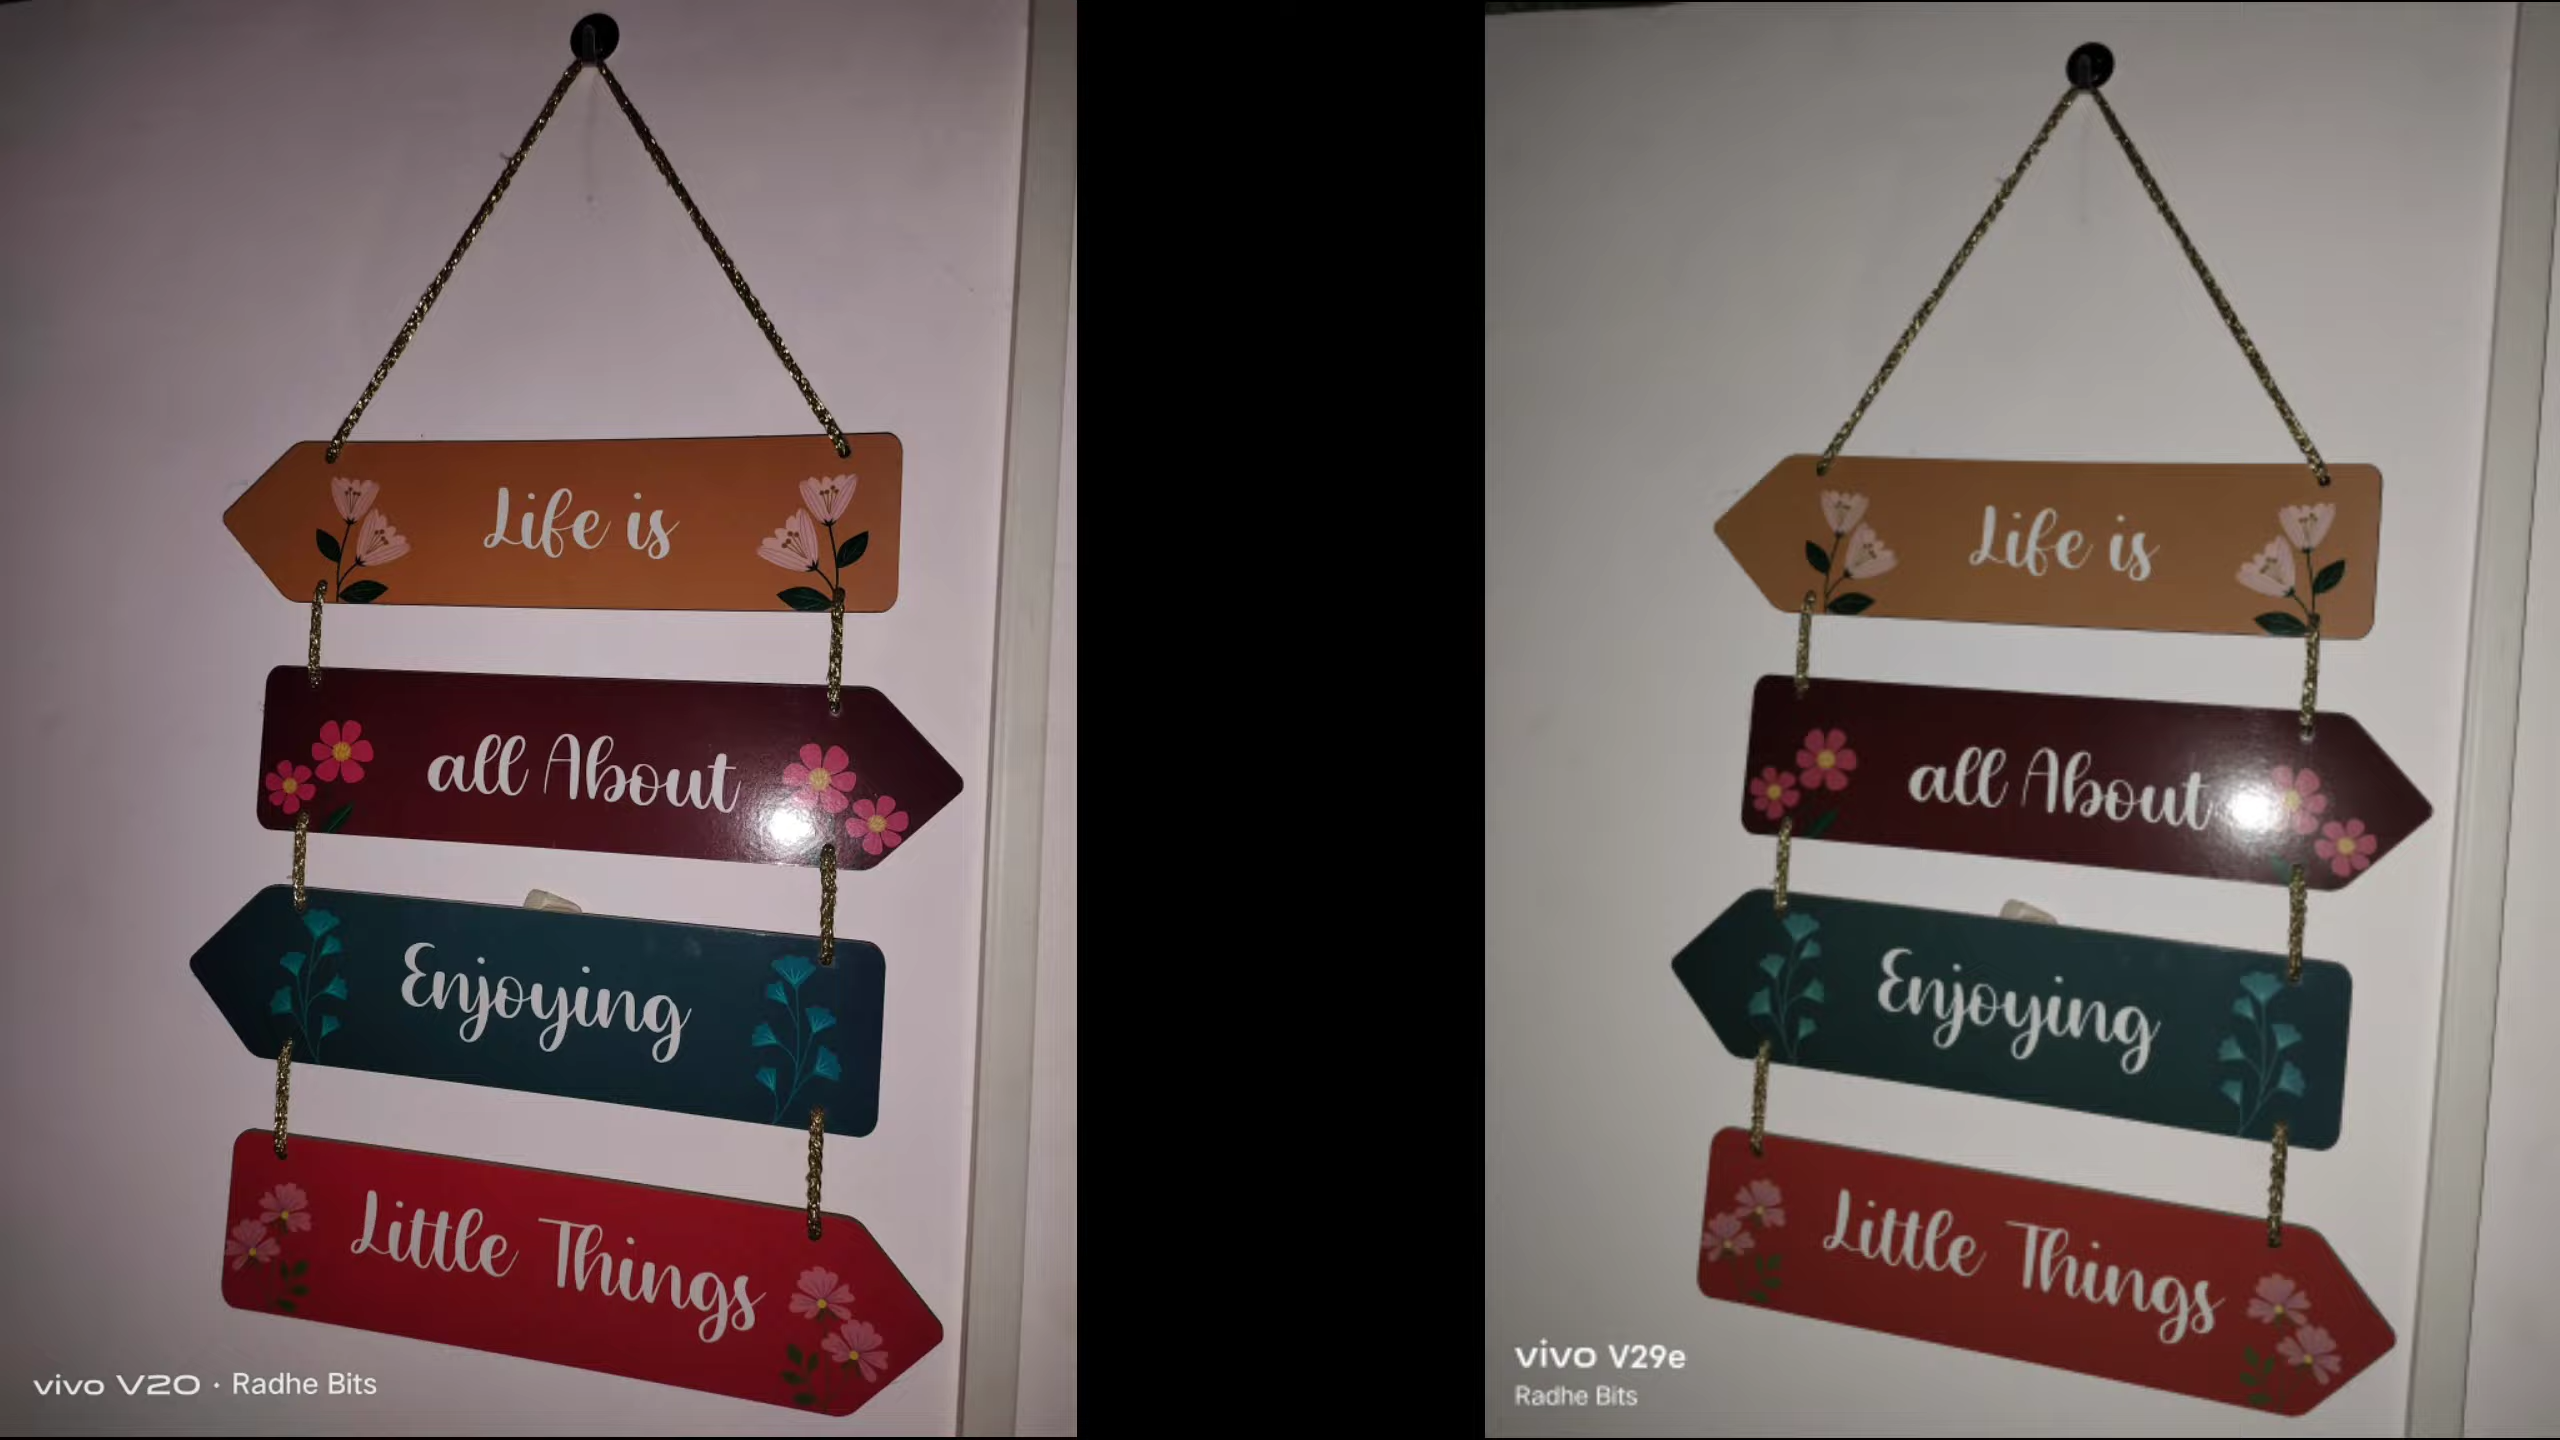 Life is
all About
Enjoying
Little Things
vivo V20 · Radhe Bits
Life is
all About
Enjoying
Little Things
vivo V29e
Radhe Bits